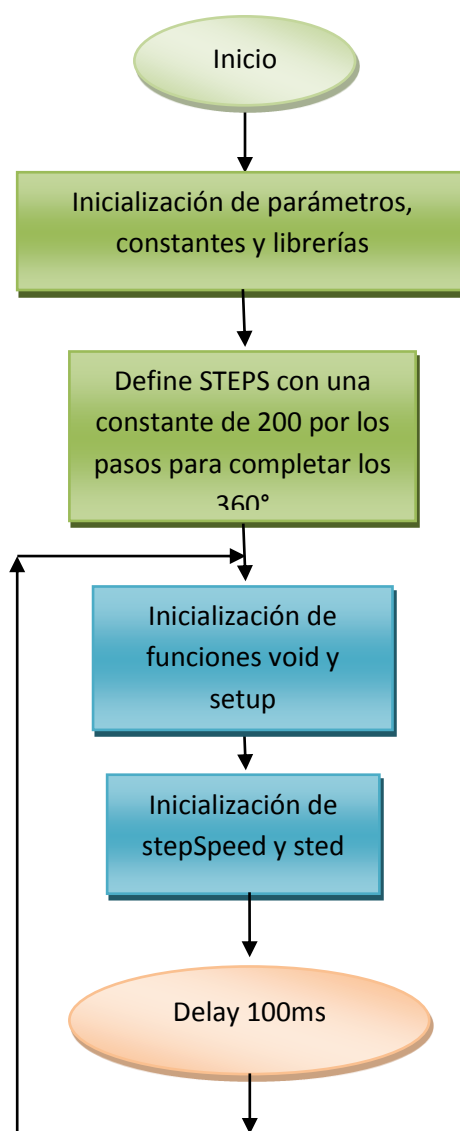 Inicio
Inicialización de parámetros,
constantes y librerías
Define STEPS con una
constante de 200 por los
pasos para completar los
360°
Inicialización de
funciones void y
setup
Inicialización de
stepSpeed y sted
Delay 100ms